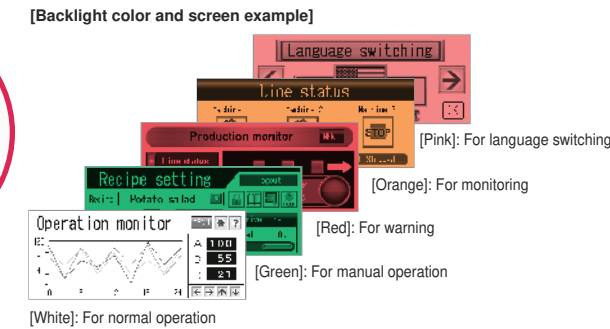 [Backlight color and screen example]
Language switching
Line status
STOP
[Pink]: For language switching
Production monitor
[Orange]: For monitoring
Line status
Recipe setting
Potato salad
[Red]: For warning
Operation monitor
?
A 100
55
21
[Green]: For manual operation
[White]: For normal operation